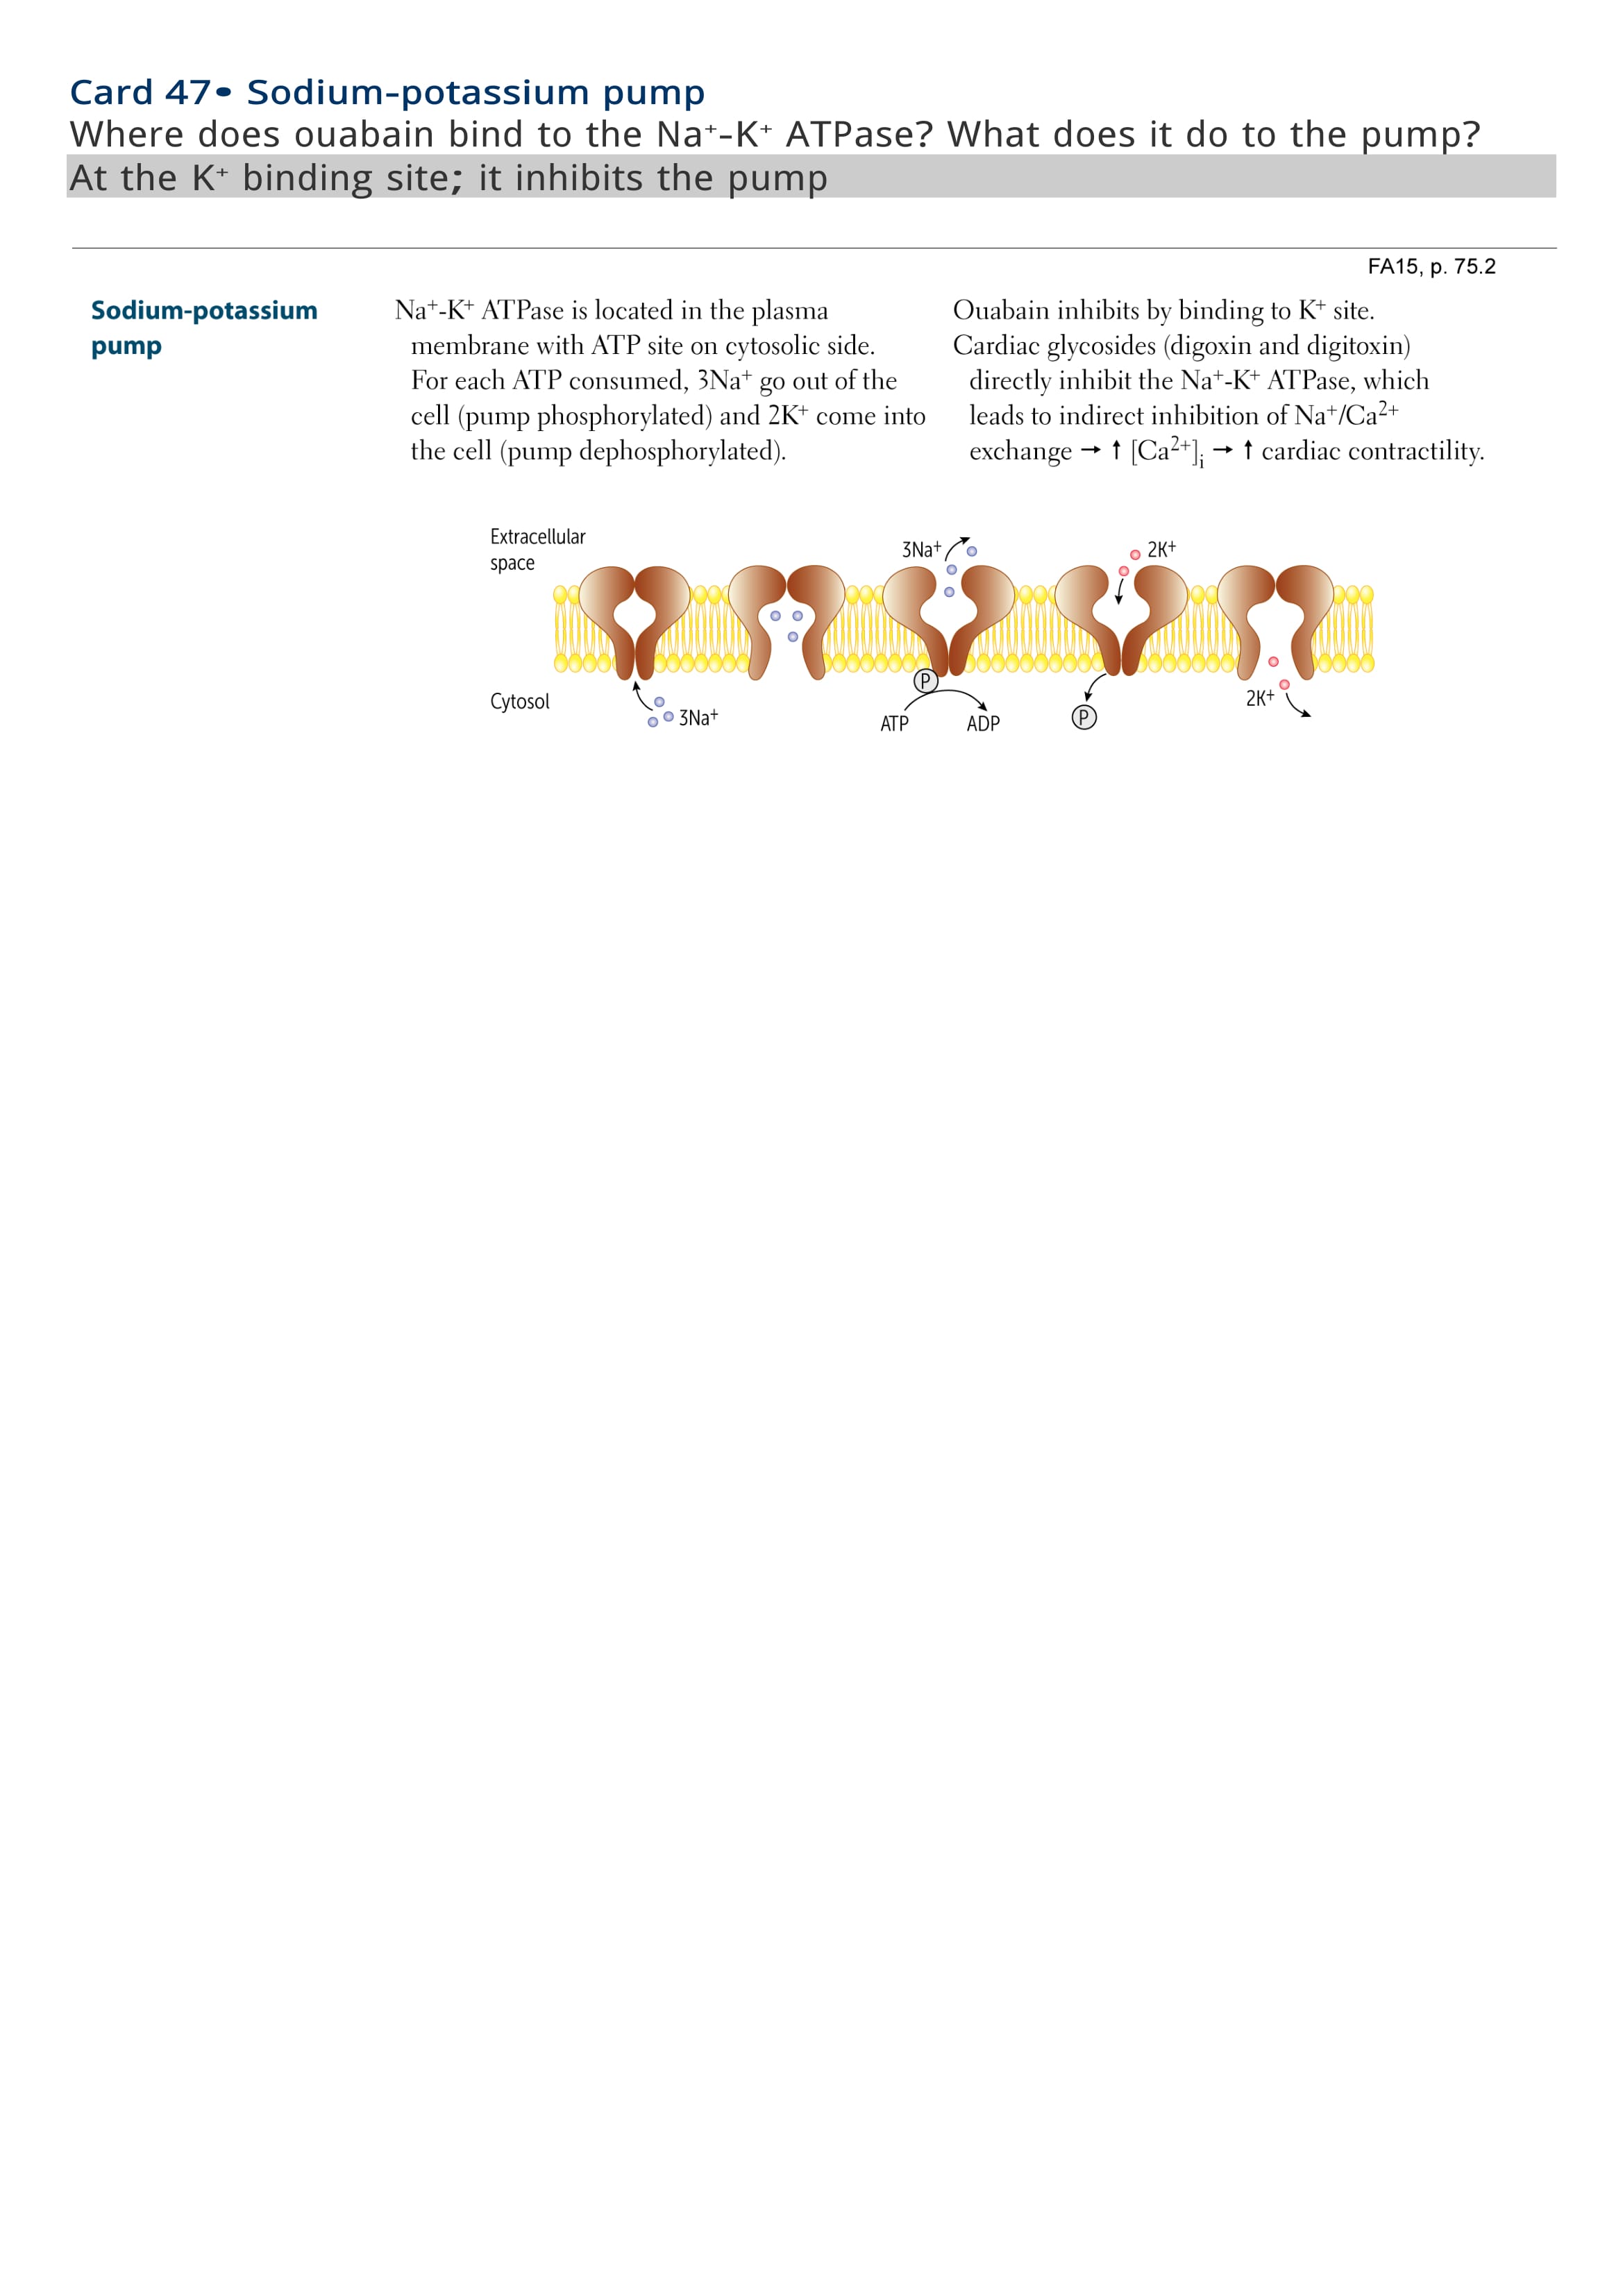 Card 47• Sodium-potassium pump
Where does ouabain bind to the Na⁺-K⁺ ATPase? What does it do to the pump?
At the K⁺ binding site; it inhibits the pump
FA15, p. 75.2
Sodium-potassium
pump
Na⁺-K⁺ ATPase is located in the plasma
membrane with ATP site on cytosolic side.
For each ATP consumed, 3Na⁺ go out of the
cell (pump phosphorylated) and 2K⁺ come into
the cell (pump dephosphorylated).
Ouabain inhibits by binding to K⁺ site.
Cardiac glycosides (digoxin and digitoxin)
directly inhibit the Na⁺-K⁺ ATPase, which
leads to indirect inhibition of Na⁺/Ca²⁺
exchange → ↑ [Ca²⁺]ᵢ → ↑ cardiac contractility.
Extracellular
space
3Na⁺
2K⁺
Cytosol
3Na⁺
P
ATP
ADP
P
2K⁺